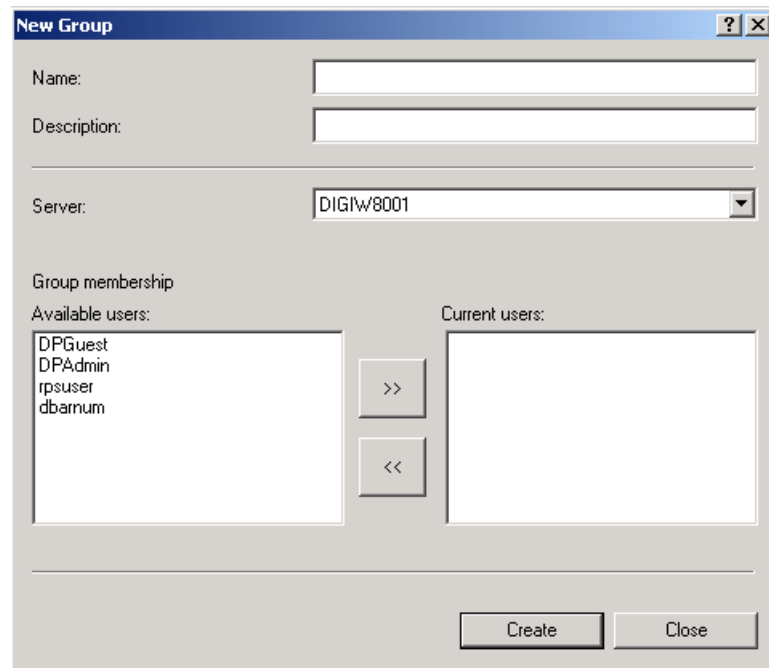 New Group
Name:
Description:
Server: DIGIW8001
Group membership
Available users: Current users:
DPGuest
DPAdmin
rpsuser
dbarnum
>>
<<
Create Close